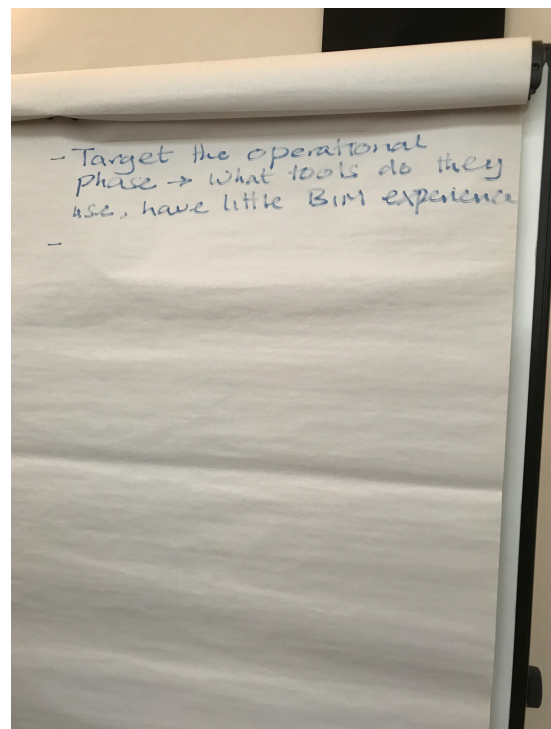 - Target the operational
phase → What tools do they
use, have little BIM experience
-